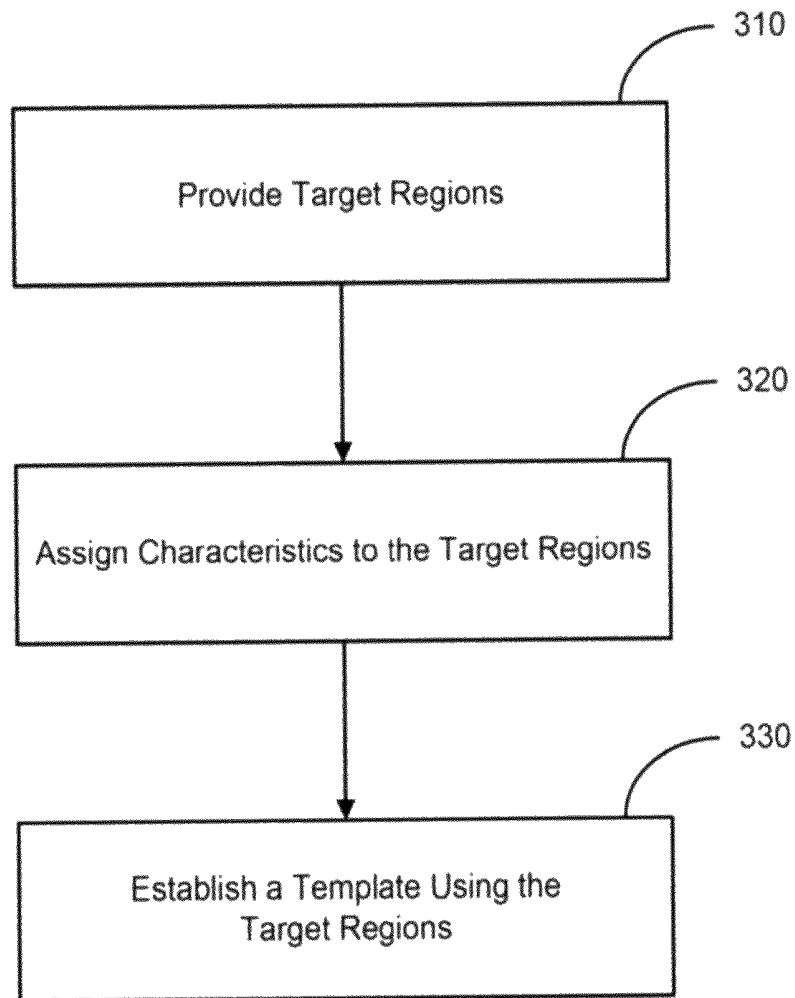 310
Provide Target Regions
320
Assign Characteristics to the Target Regions
330
Establish a Template Using the
Target Regions